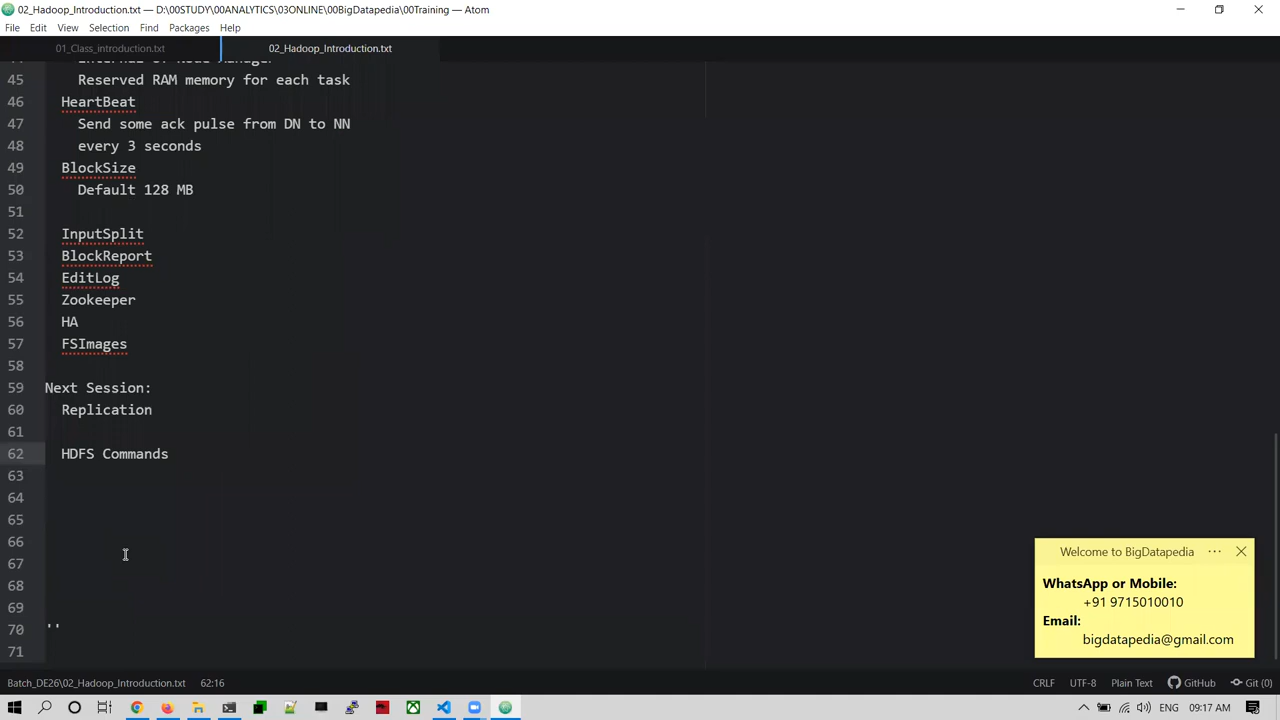 02_Hadoop_Introduction.txt — D:\00STUDY\00ANALYTICS\03ONLINE\BigDatapedia\00Training — Atom
File Edit View Selection Find Packages Help
01_Class_introduction.txt 02_Hadoop_Introduction.txt
45 Reserved RAM memory for each task
46 HeartBeat
47 Send some ack pulse from DN to NN
48 every 3 seconds
49 BlockSize
50 Default 128 MB
51
52 InputSplit
53 BlockReport
54 EditLog
55 Zookeeper
56 HA
57 FSImages
58
59 Next Session:
60 Replication
61
62 HDFS Commands
63
64
65
66
67
68
69
70 ''
71
Welcome to BigDatapedia ···
WhatsApp or Mobile:
+91 9715010010
Email:
bigdatapedia@gmail.com
Batch_DE26\02_Hadoop_Introduction.txt 62:16 CRLF UTF-8 Plain Text GitHub Git (0)
ENG 09:17 AM